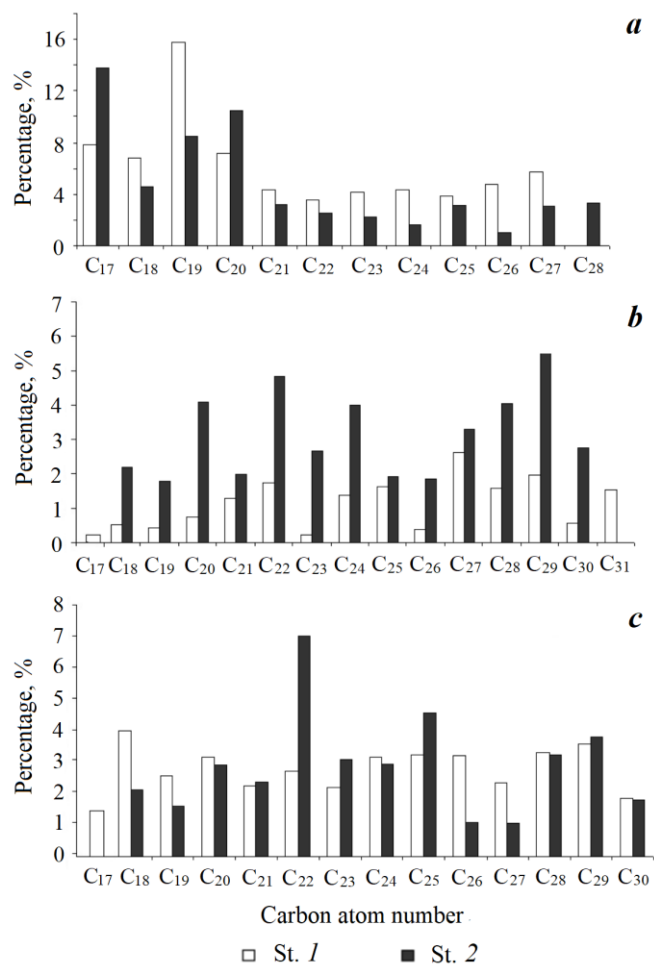 a
Percentage, %
16
12
8
4
0
C₁₇ C₁₈ C₁₉ C₂₀ C₂₁ C₂₂ C₂₃ C₂₄ C₂₅ C₂₆ C₂₇ C₂₈
b
Percentage, %
7
6
5
4
3
2
1
0
C₁₇ C₁₈ C₁₉ C₂₀ C₂₁ C₂₂ C₂₃ C₂₄ C₂₅ C₂₆ C₂₇ C₂₈ C₂₉ C₃₀ C₃₁
c
Percentage, %
8
7
6
5
4
3
2
1
0
C₁₇ C₁₈ C₁₉ C₂₀ C₂₁ C₂₂ C₂₃ C₂₄ C₂₅ C₂₆ C₂₇ C₂₈ C₂₉ C₃₀
Carbon atom number
St. 1 St. 2